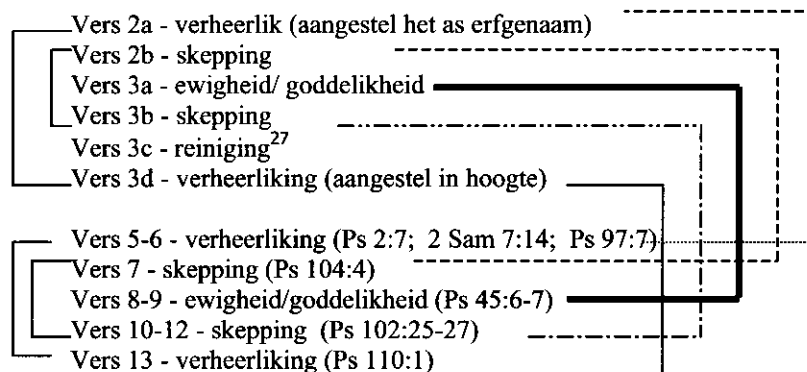 Vers 2a - verheerlik (aangestel het as erfgenaam)
Vers 2b - skepping
Vers 3a - ewigheid/ goddelikheid
Vers 3b - skepping
Vers 3c - reiniging27
Vers 3d - verheerliking (aangestel in hoogte)
Vers 5-6 - verheerliking (Ps 2:7; 2 Sam 7:14; Ps 97:7)
Vers 7 - skepping (Ps 104:4)
Vers 8-9 - ewigheid/goddelikheid (Ps 45:6-7)
Vers 10-12 - skepping (Ps 102:25-27)
Vers 13 - verheerliking (Ps 110:1)